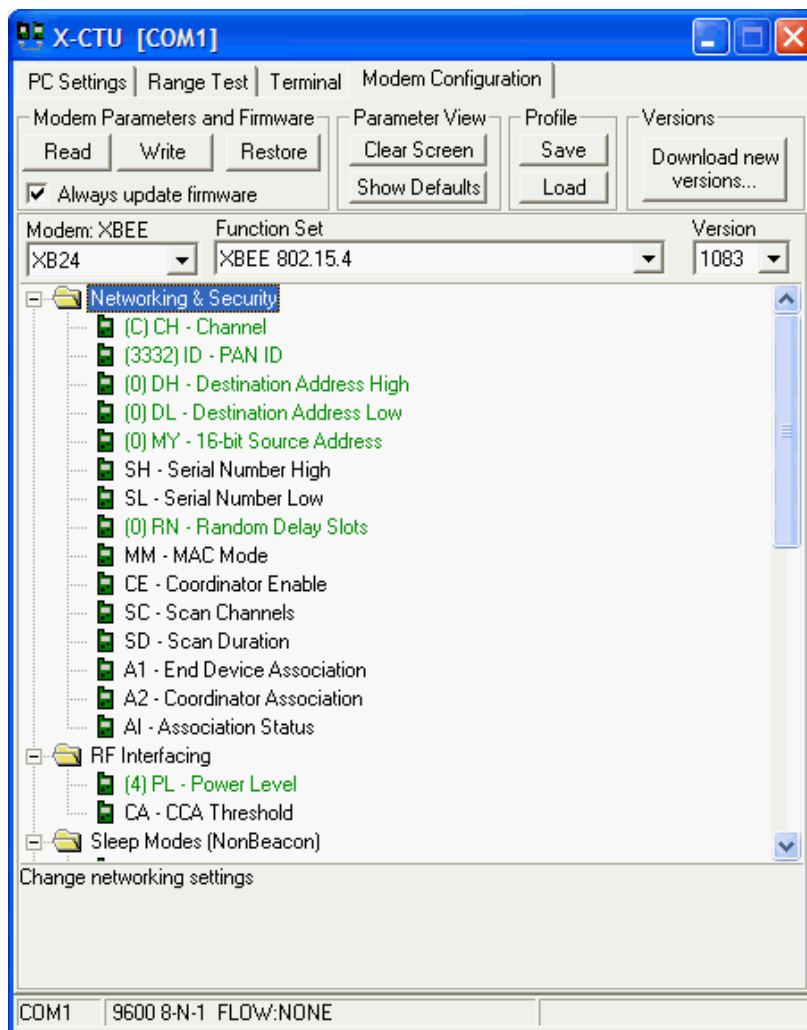 X-CTU [COM1]
PC Settings Range Test Terminal Modem Configuration
Modem Parameters and Firmware Parameter View Profile Versions
Read Write Restore Clear Screen Save Download new versions...
Always update firmware Show Defaults Load
Modem: XBEE Function Set Version
XB24 XBEE 802.15.4 1083
Networking & Security
(C) CH - Channel
(3332) ID - PAN ID
(0) DH - Destination Address High
(0) DL - Destination Address Low
(0) MY - 16-bit Source Address
SH - Serial Number High
SL - Serial Number Low
(0) RN - Random Delay Slots
MM - MAC Mode
CE - Coordinator Enable
SC - Scan Channels
SD - Scan Duration
A1 - End Device Association
A2 - Coordinator Association
AI - Association Status
RF Interfacing
(4) PL - Power Level
CA - CCA Threshold
Sleep Modes (NonBeacon)
Change networking settings
COM1 9600 8-N-1 FLOW:NONE